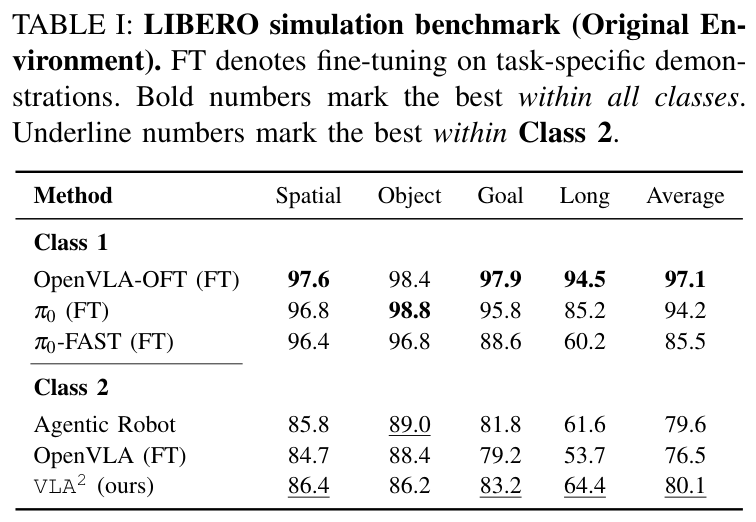 TABLE I: LIBERO simulation benchmark (Original En-
vironment). FT denotes fine-tuning on task-specific demon-
strations. Bold numbers mark the best within all classes.
Underline numbers mark the best within Class 2.
Method Spatial Object Goal Long Average
Class 1
OpenVLA-OFT (FT) 97.6 98.4 97.9 94.5 97.1
π₀ (FT) 96.8 98.8 95.8 85.2 94.2
π₀-FAST (FT) 96.4 96.8 88.6 60.2 85.5
Class 2
Agentic Robot 85.8 89.0 81.8 61.6 79.6
OpenVLA (FT) 84.7 88.4 79.2 53.7 76.5
VLA² (ours) 86.4 86.2 83.2 64.4 80.1